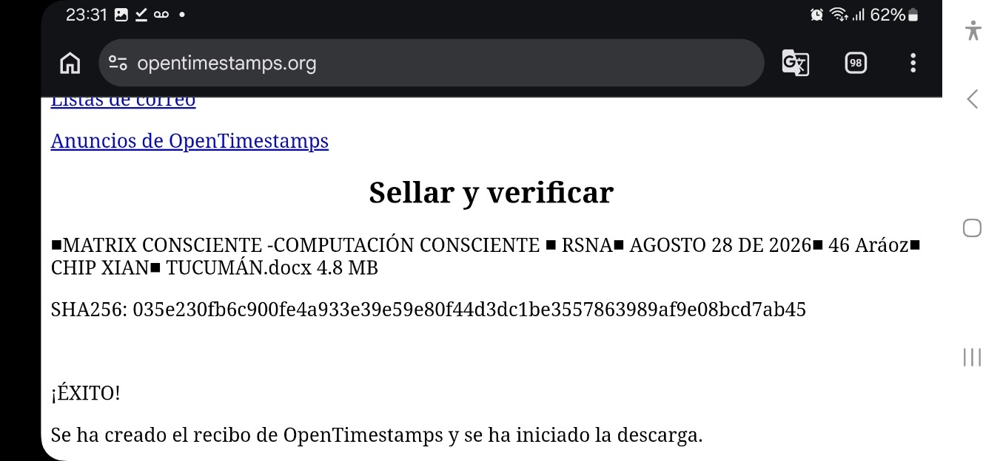 23:31 62%
opentimestamps.org 98
Listas de correo
Anuncios de OpenTimestamps
Sellar y verificar
■MATRIX CONSCIENTE -COMPUTACIÓN CONSCIENTE ■ RSNA■ AGOSTO 28 DE 2026■ 46 Aráoz■
CHIP XIAN■ TUCUMÁN.docx 4.8 MB
SHA256: 035e230fb6c900fe4a933e39e59e80f44d3dc1be3557863989af9e08bcd7ab45
¡ÉXITO!
Se ha creado el recibo de OpenTimestamps y se ha iniciado la descarga.